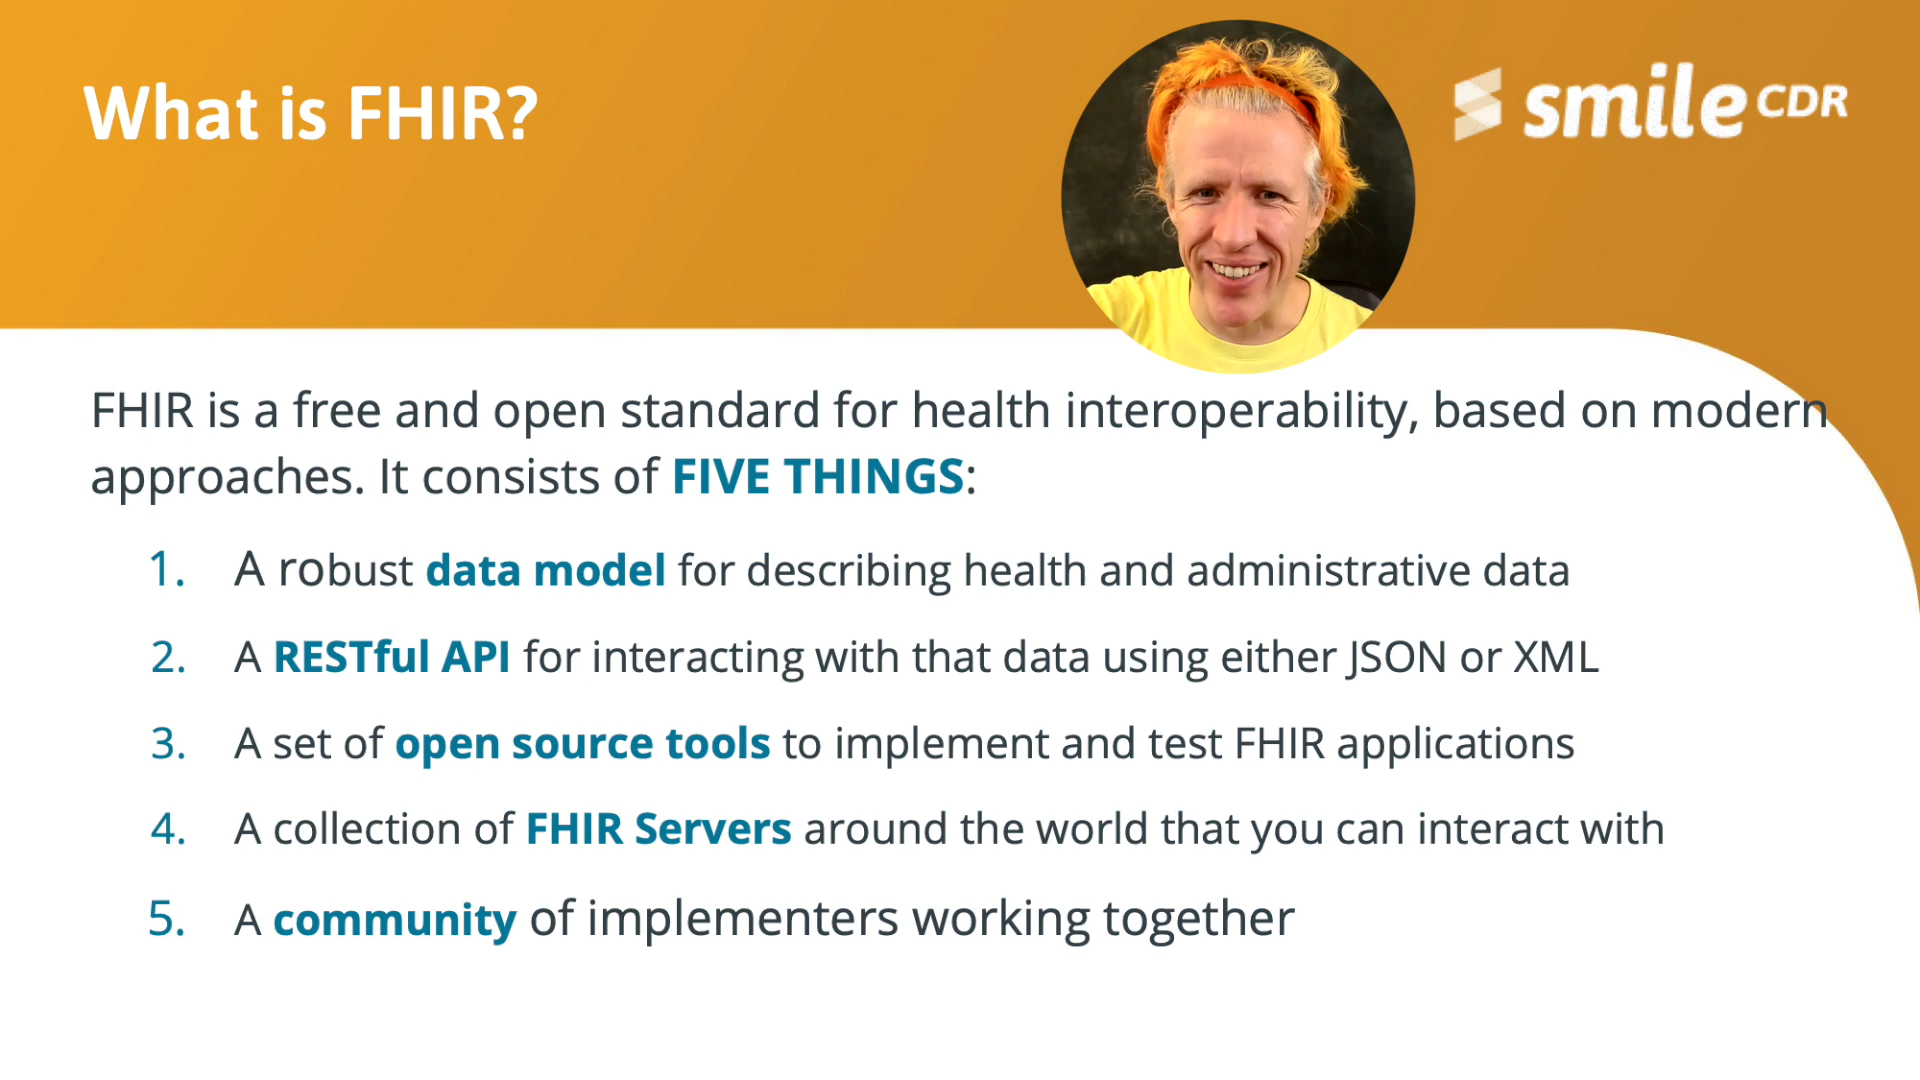 What is FHIR?
smile CDR
FHIR is a free and open standard for health interoperability, based on modern
approaches. It consists of FIVE THINGS:
1. A robust data model for describing health and administrative data
2. A RESTful API for interacting with that data using either JSON or XML
3. A set of open source tools to implement and test FHIR applications
4. A collection of FHIR Servers around the world that you can interact with
5. A community of implementers working together